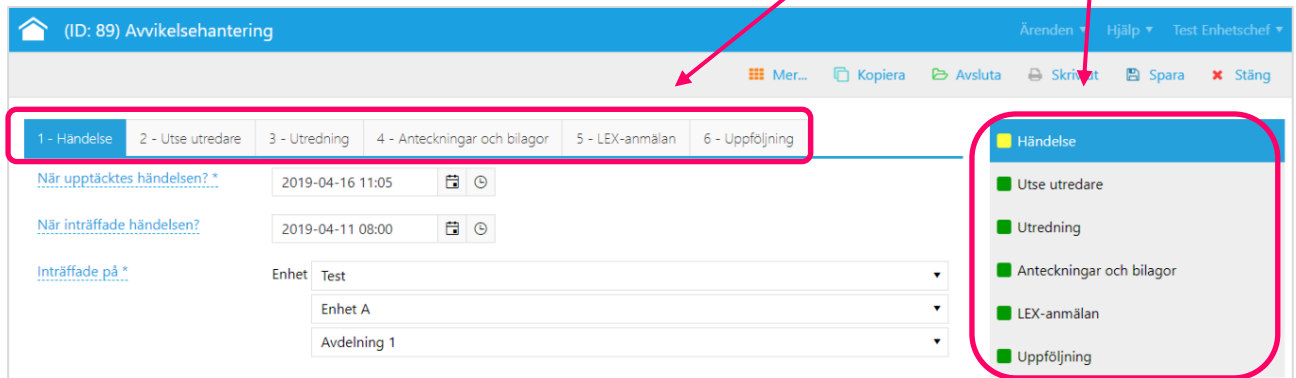 (ID: 89) Avvikelsehantering Ärenden Hjälp Test Enhetschef
Mer... Kopiera Avsluta Skriv ut Spara Stäng
1 - Händelse 2 - Utse utredare 3 - Utredning 4 - Anteckningar och bilagor 5 - LEX-anmälan 6 - Uppföljning
När upptäcktes händelsen? * 2019-04-16 11:05
När inträffade händelsen? 2019-04-11 08:00
Inträffade på * Enhet Test
Enhet A
Avdelning 1
Händelse
Utse utredare
Utredning
Anteckningar och bilagor
LEX-anmälan
Uppföljning